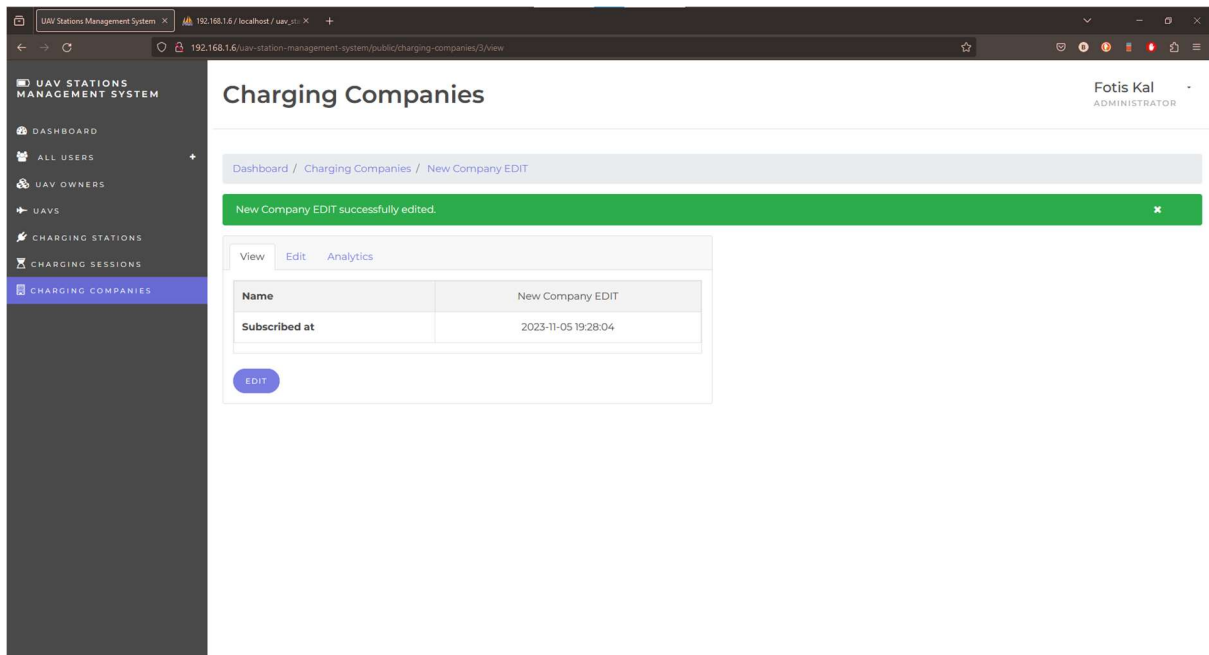 UAV Stations Management System
192.168.1.6 / localhost / uav_st
192.168.1.6/uav-station-management-system/public/charging-companies/3/view
UAV STATIONS
MANAGEMENT SYSTEM
DASHBOARD
ALL USERS +
UAV OWNERS
UAVS
CHARGING STATIONS
CHARGING SESSIONS
CHARGING COMPANIES
Charging Companies
Fotis Kal
ADMINISTRATOR
Dashboard / Charging Companies / New Company EDIT
New Company EDIT successfully edited.
View Edit Analytics
Name New Company EDIT
Subscribed at 2023-11-05 19:28:04
EDIT